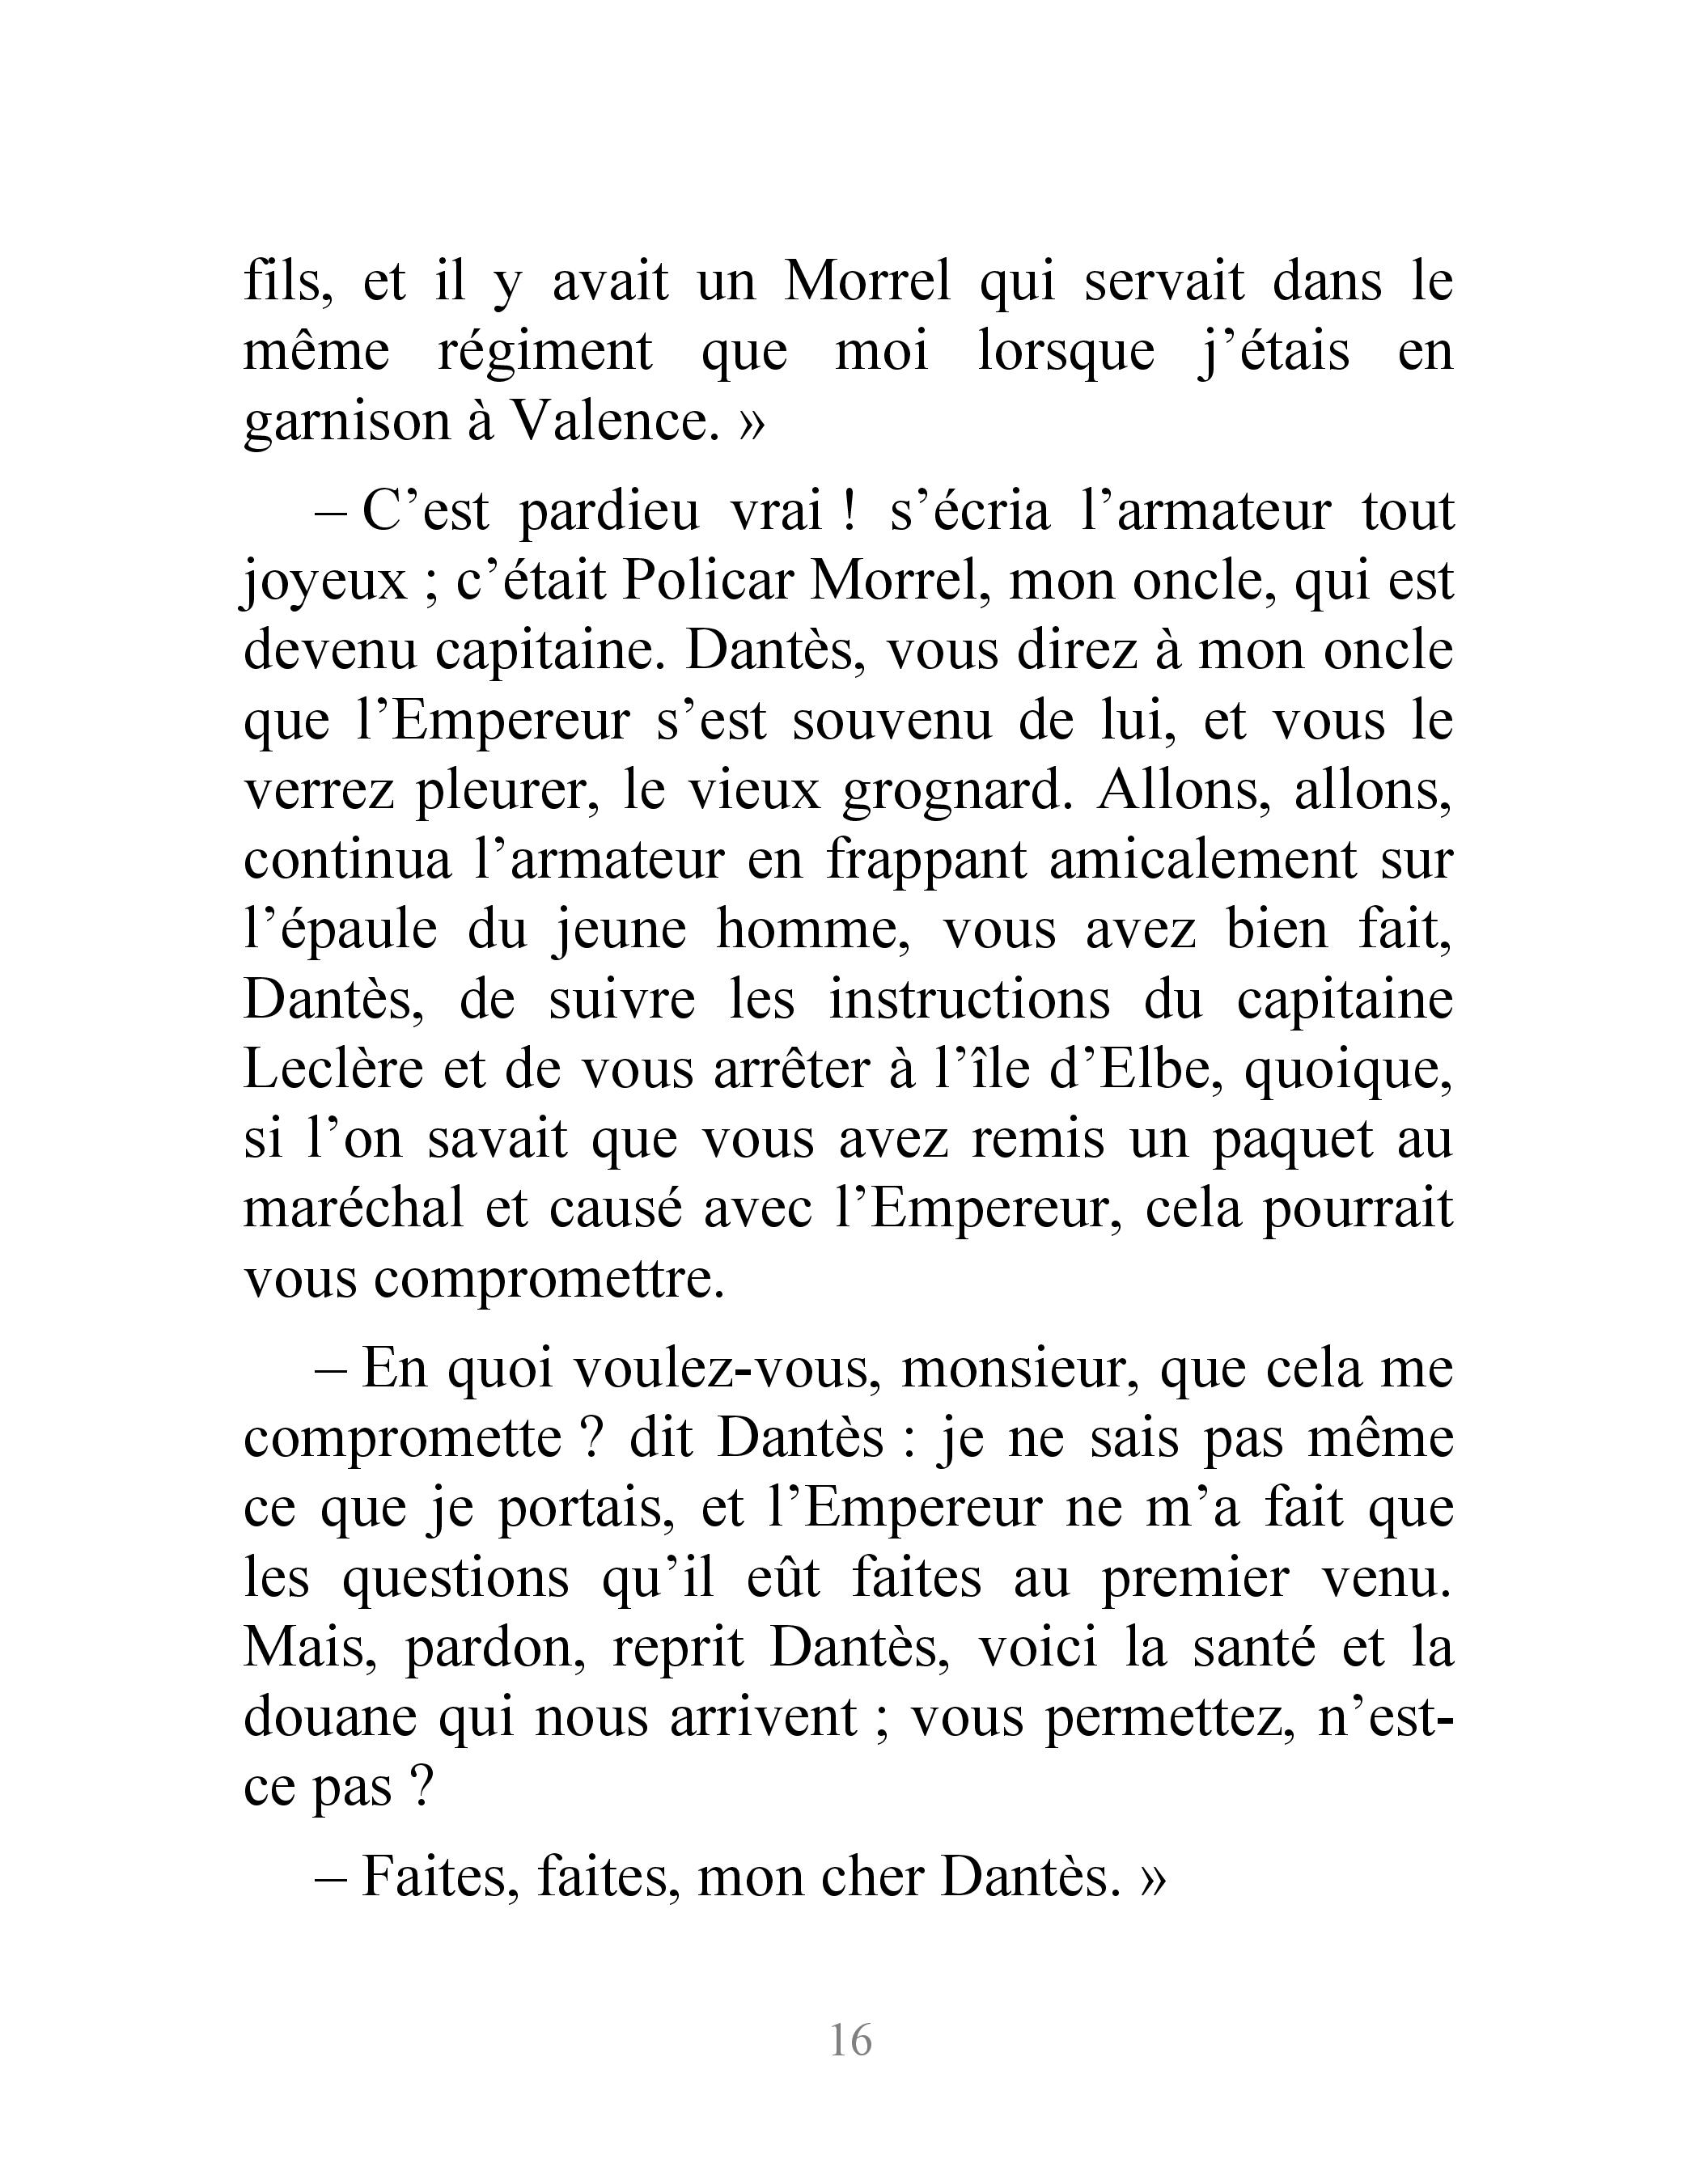 fils, et il y avait un Morrel qui servait dans le
même régiment que moi lorsque j’étais en
garnison à Valence. »
– C’est pardieu vrai ! s’écria l’armateur tout
joyeux ; c’était Policar Morrel, mon oncle, qui est
devenu capitaine. Dantès, vous direz à mon oncle
que l’Empereur s’est souvenu de lui, et vous le
verrez pleurer, le vieux grognard. Allons, allons,
continua l’armateur en frappant amicalement sur
l’épaule du jeune homme, vous avez bien fait,
Dantès, de suivre les instructions du capitaine
Leclère et de vous arrêter à l’île d’Elbe, quoique,
si l’on savait que vous avez remis un paquet au
maréchal et causé avec l’Empereur, cela pourrait
vous compromettre.
– En quoi voulez-vous, monsieur, que cela me
compromette ? dit Dantès : je ne sais pas même
ce que je portais, et l’Empereur ne m’a fait que
les questions qu’il eût faites au premier venu.
Mais, pardon, reprit Dantès, voici la santé et la
douane qui nous arrivent ; vous permettez, n’est-
ce pas ?
– Faites, faites, mon cher Dantès. »
16